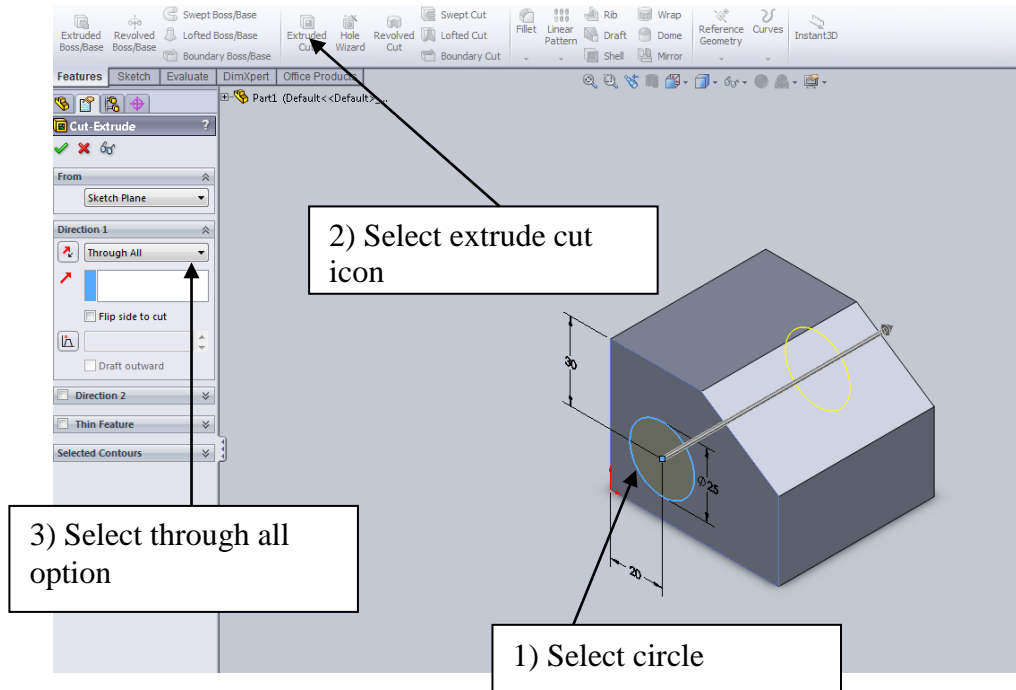 Extruded Boss/Base
Revolved Boss/Base
Swept Boss/Base
Lofted Boss/Base
Boundary Boss/Base
Extruded Cut
Hole Wizard
Revolved Cut
Swept Cut
Lofted Cut
Boundary Cut
Fillet
Linear Pattern
Rib
Draft
Shell
Wrap
Dome
Mirror
Reference Geometry
Curves
Instant3D
Features
Sketch
Evaluate
DimXpert
Office Products
Part1 (Default<<Default>_...
Cut-Extrude
?
From
Sketch Plane
Direction 1
Through All
Flip side to cut
Draft outward
Direction 2
Thin Feature
Selected Contours
2) Select extrude cut
icon
30
Ø25
20
3) Select through all
option
1) Select circle